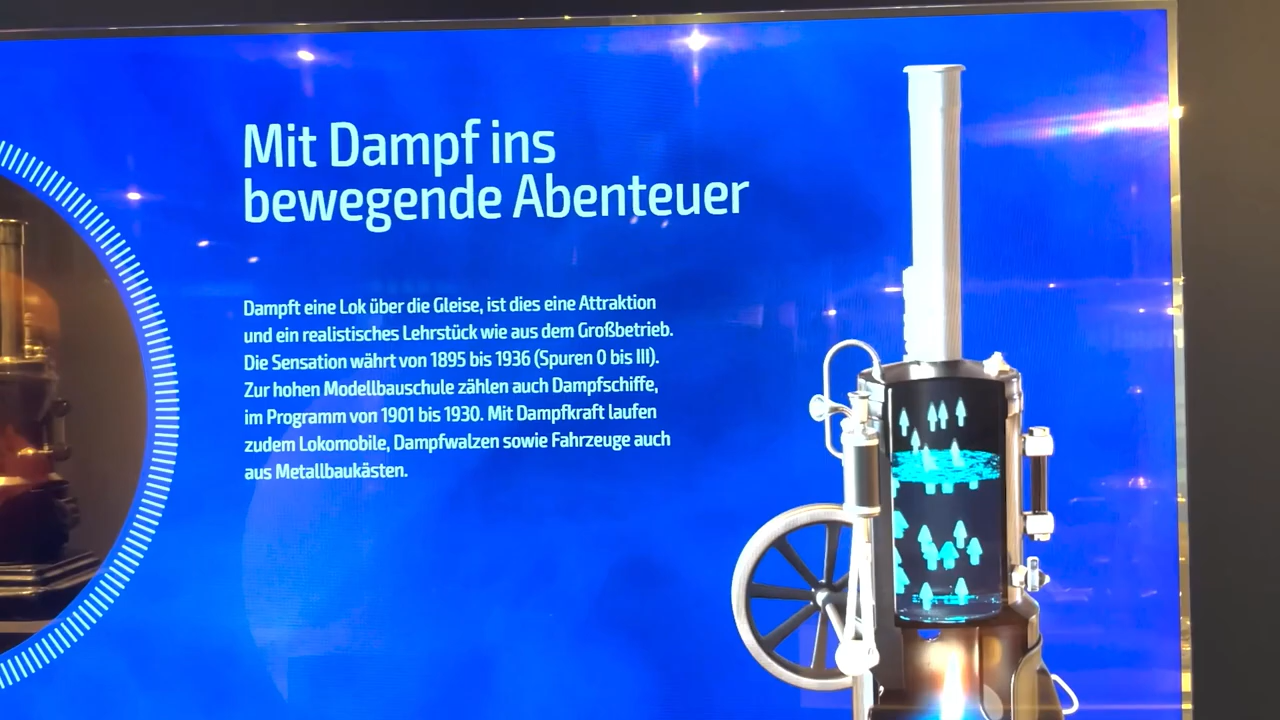 Mit Dampf ins
bewegende Abenteuer
Dampft eine Lok über die Gleise, ist dies eine Attraktion
und ein realistisches Lehrstück wie aus dem Großbetrieb.
Die Sensation währt von 1895 bis 1936 (Spuren 0 bis III).
Zur hohen Modellbauschule zählen auch Dampfschiffe,
im Programm von 1901 bis 1930. Mit Dampfkraft laufen
zudem Lokomobile, Dampfwalzen sowie Fahrzeuge auch
aus Metallbaukästen.